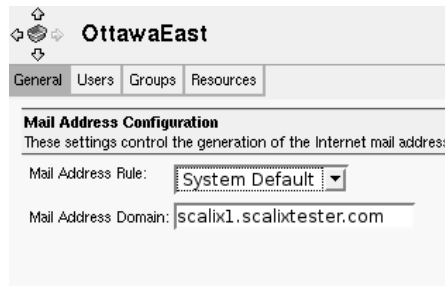 OttawaEast
General Users Groups Resources
Mail Address Configuration
These settings control the generation of the Internet mail address
Mail Address Rule: System Default
Mail Address Domain: scalix1.scalixtester.com